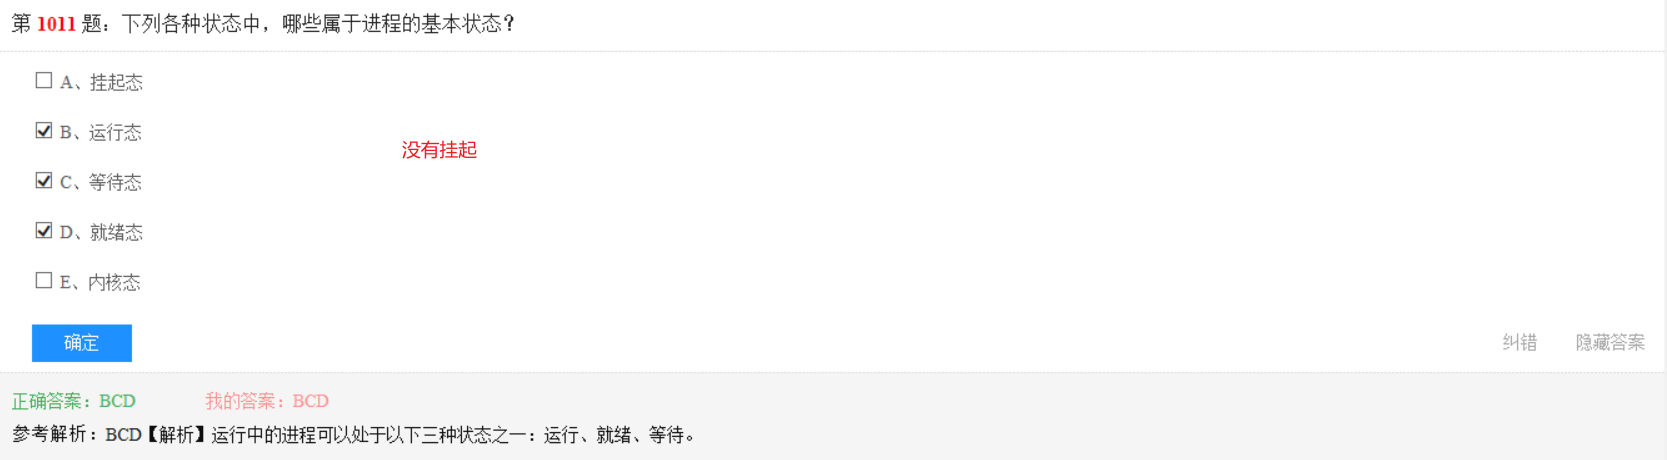 第 1011 题：下列各种状态中，哪些属于进程的基本状态？
A、挂起态
B、运行态
没有挂起
C、等待态
D、就绪态
E、内核态
确定
纠错 隐藏答案
正确答案：BCD 我的答案：BCD
参考解析：BCD【解析】运行中的进程可以处于以下三种状态之一：运行、就绪、等待。